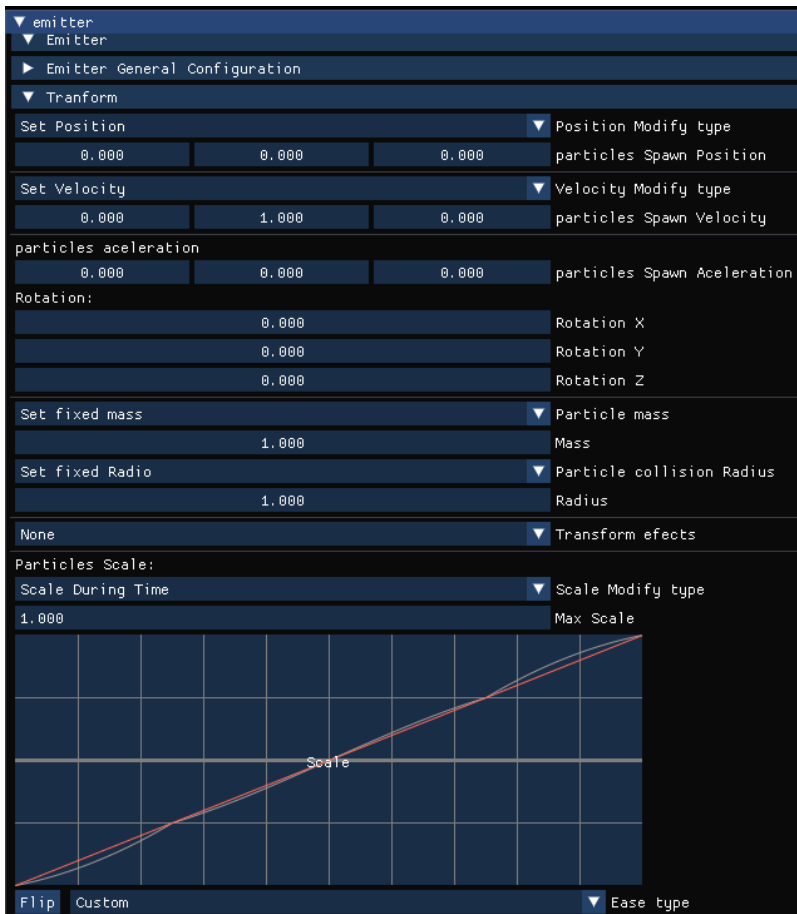 emitter
Emitter
Emitter General Configuration
Tranform
Set Position Position Modify type
0.000 0.000 0.000 particles Spawn Position
Set Velocity Velocity Modify type
0.000 1.000 0.000 particles Spawn Velocity
particles aceleration
0.000 0.000 0.000 particles Spawn Aceleration
Rotation:
0.000 Rotation X
0.000 Rotation Y
0.000 Rotation Z
Set fixed mass Particle mass
1.000 Mass
Set fixed Radio Particle collision Radius
1.000 Radius
None Transform efects
Particles Scale:
Scale During Time Scale Modify type
1.000 Max Scale
Scale
Flip Custom Ease type